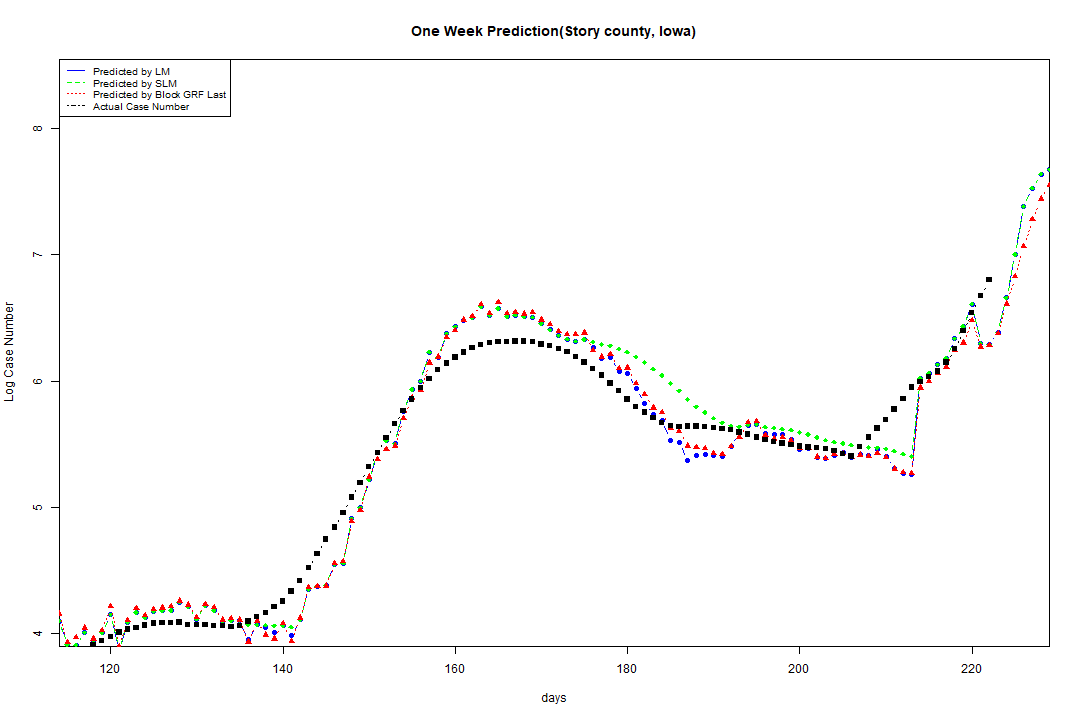 One Week Prediction(Story county, Iowa)
Predicted by LM
Predicted by SLM
Predicted by Block GRF Last
Actual Case Number
Log Case Number
8
7
6
5
4
120 140 160 180 200 220
days